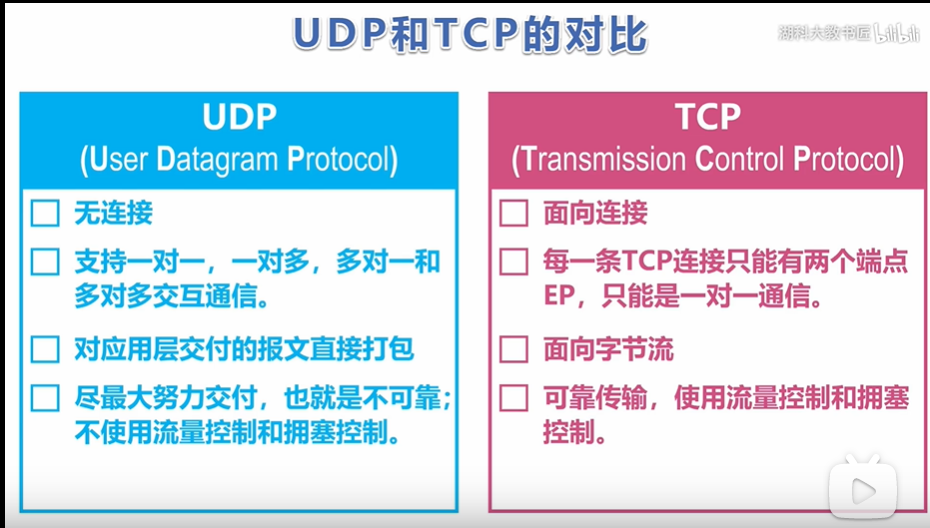 UDP和TCP的对比
湖科大教书匠 bilibili
UDP
(User Datagram Protocol)
无连接
支持一对一，一对多，多对一和
多对多交互通信。
对应用层交付的报文直接打包
尽最大努力交付，也就是不可靠；
不使用流量控制和拥塞控制。
TCP
(Transmission Control Protocol)
面向连接
每一条TCP连接只能有两个端点
EP，只能是一对一通信。
面向字节流
可靠传输，使用流量控制和拥塞
控制。